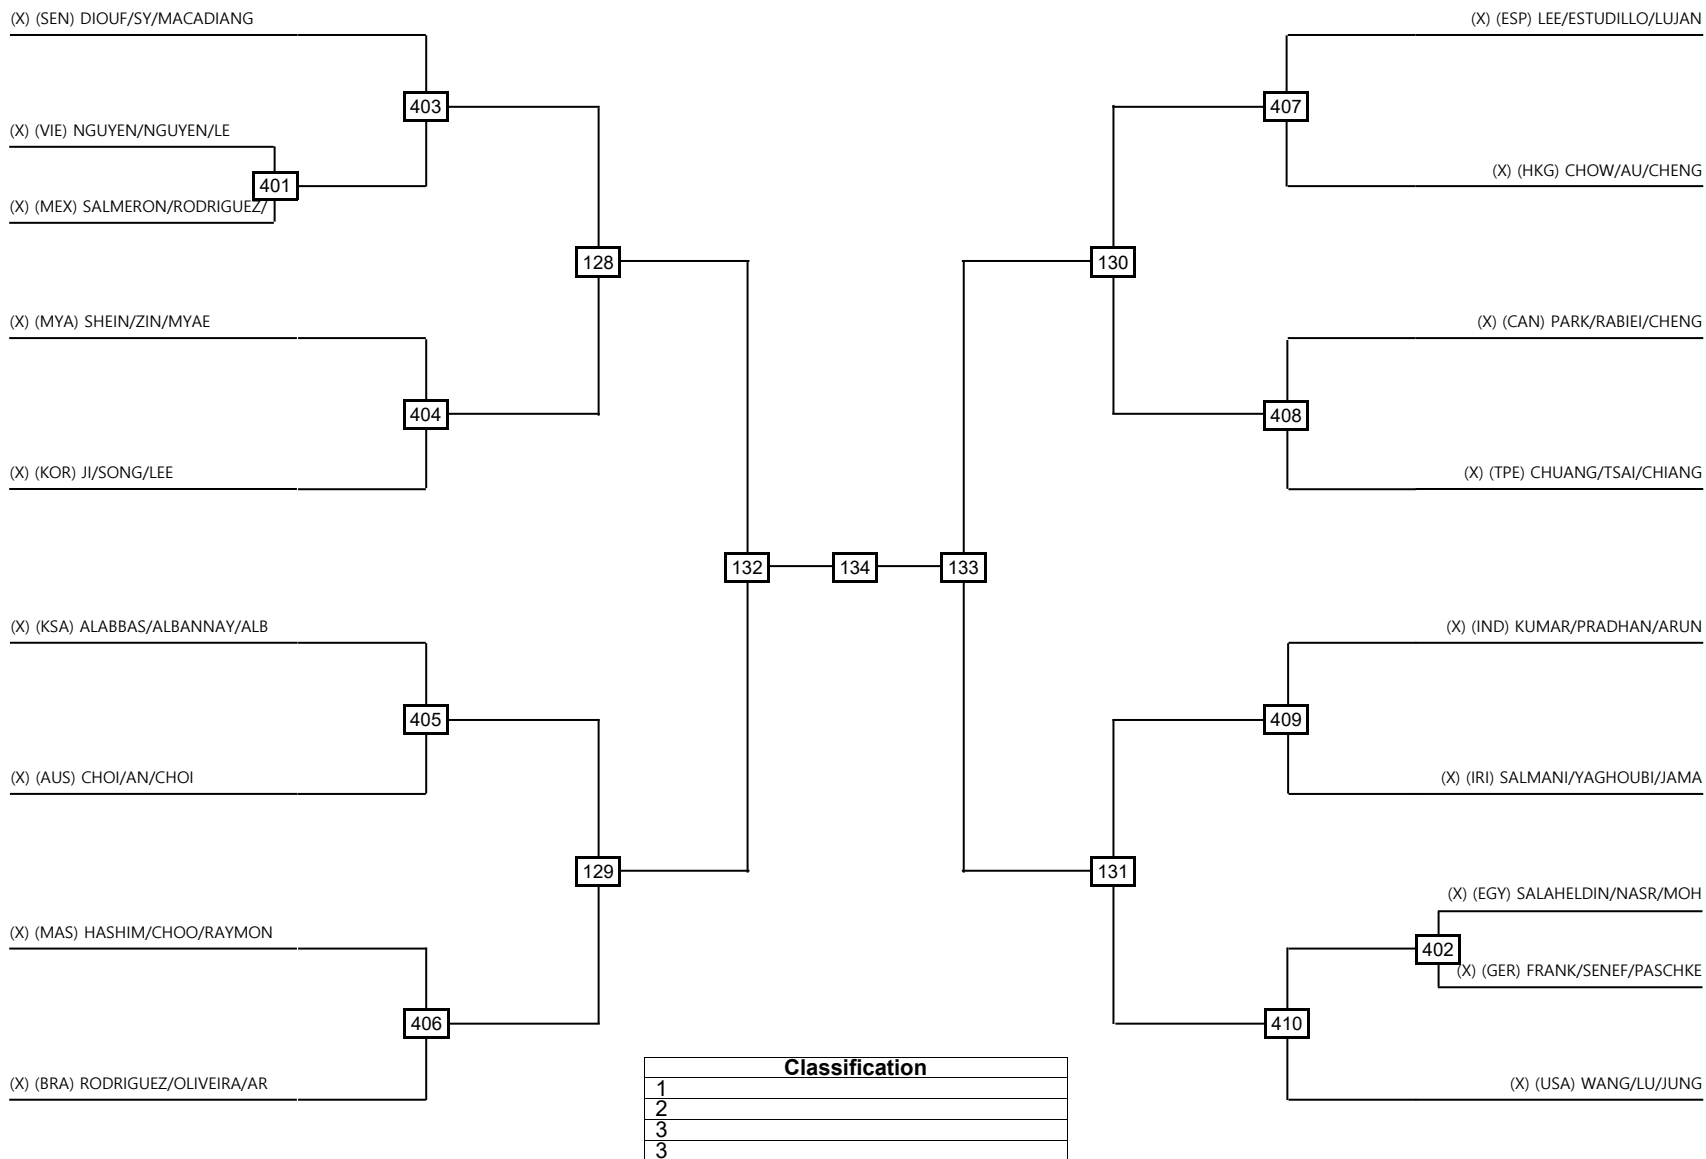 (X) (SEN) DIOUF/SY/MACADIANG
(X) (ESP) LEE/ESTUDILLO/LUJAN
403
407
(X) (VIE) NGUYEN/NGUYEN/LE
(X) (HKG) CHOW/AU/CHENG
401
(X) (MEX) SALMERON/RODRIGUEZ/
128
130
(X) (MYA) SHEIN/ZIN/MYAE
(X) (CAN) PARK/RABIEI/CHENG
404
408
(X) (KOR) JI/SONG/LEE
(X) (TPE) CHUANG/TSAI/CHIANG
132
134
133
(X) (KSA) ALABBAS/ALBANNAY/ALB
(X) (IND) KUMAR/PRADHAN/ARUN
405
409
(X) (AUS) CHOI/AN/CHOI
(X) (IRI) SALMANI/YAGHOUBI/JAMA
129
131
(X) (EGY) SALAHELDIN/NASR/MOH
(X) (MAS) HASHIM/CHOO/RAYMON
402
(X) (GER) FRANK/SENEF/PASCHKE
406
410
Classification
(X) (BRA) RODRIGUEZ/OLIVEIRA/AR
(X) (USA) WANG/LU/JUNG
1
2
3
3